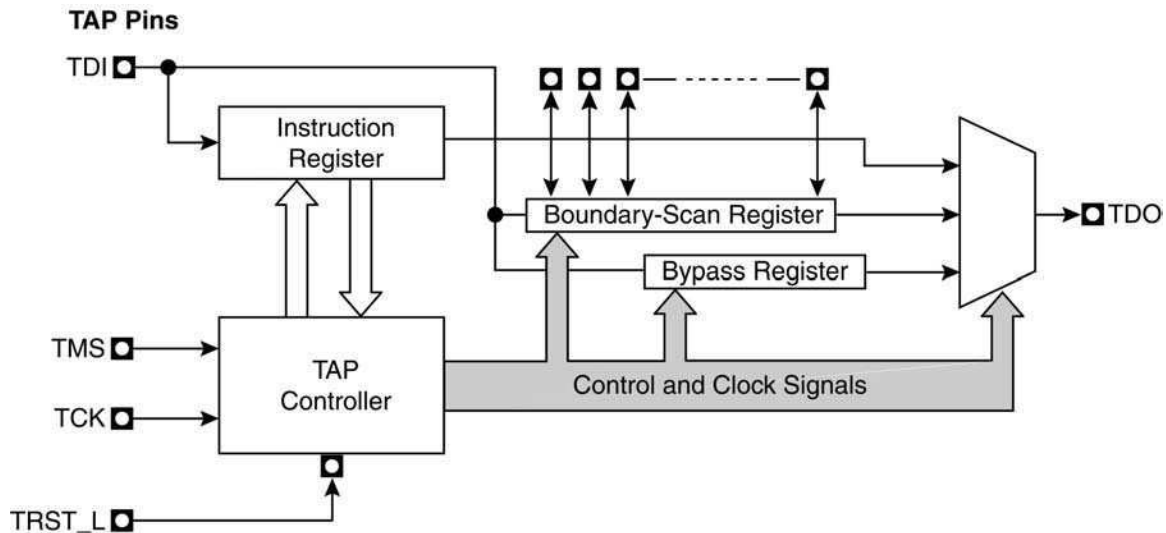 TAP Pins
TDI
Instruction
Register
Boundary-Scan Register
TDO
Bypass Register
TMS
TAP
Controller
Control and Clock Signals
TCK
TRST_L